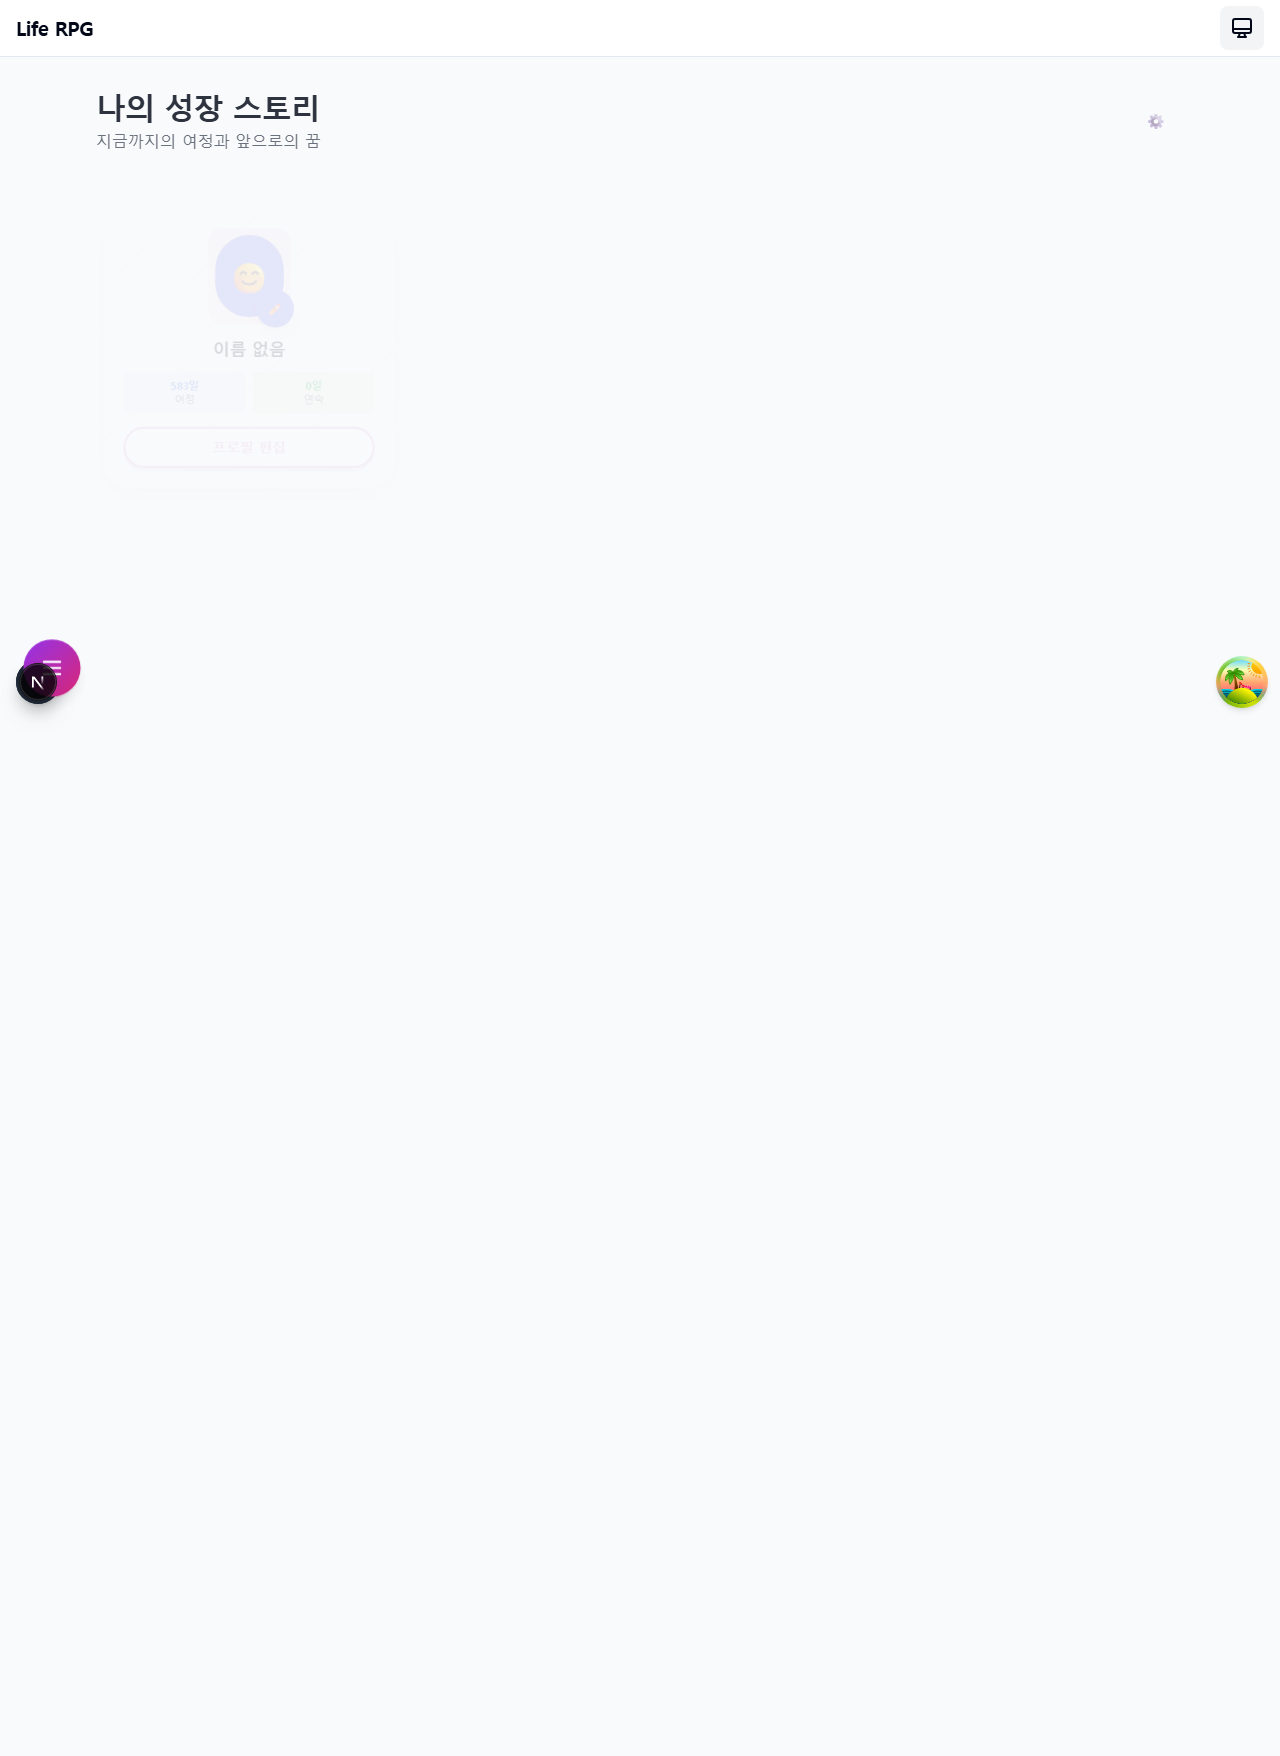 Life RPG
나의 성장 스토리
지금까지의 여정과 앞으로의 꿈
이름 없음
583일
0일
여정
연속
프로필 편집
N